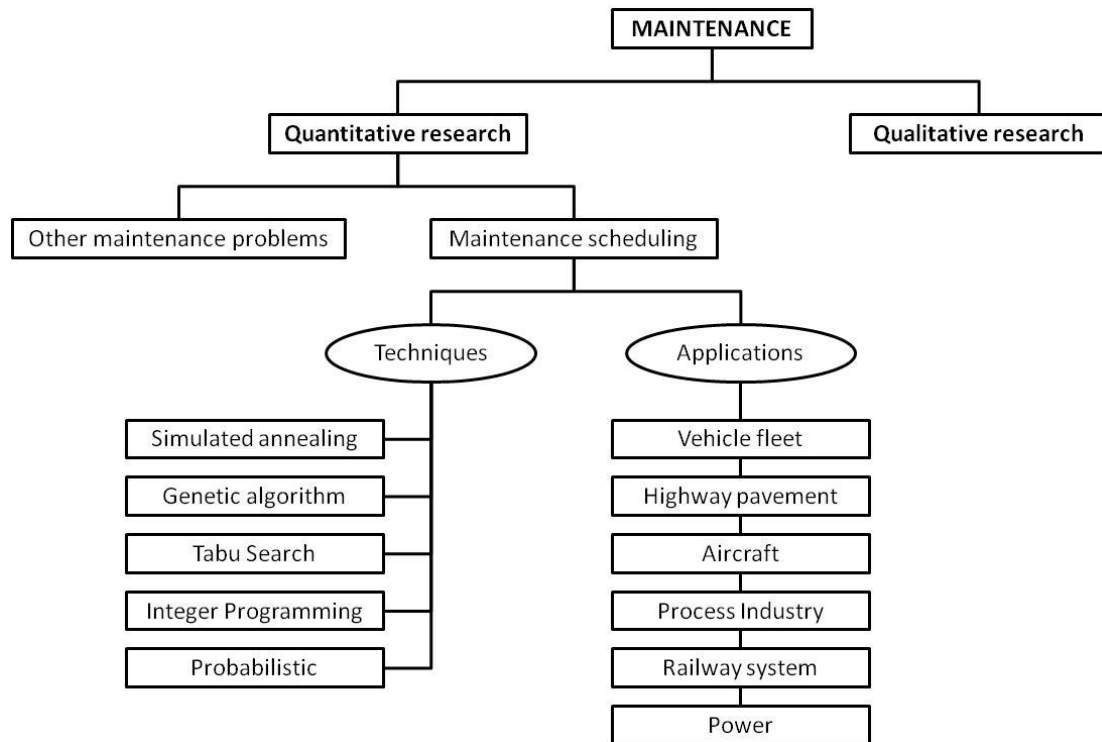 MAINTENANCE
Quantitative research
Qualitative research
Other maintenance problems
Maintenance scheduling
Techniques
Applications
Simulated annealing
Genetic algorithm
Tabu Search
Integer Programming
Probabilistic
Vehicle fleet
Highway pavement
Aircraft
Process Industry
Railway system
Power